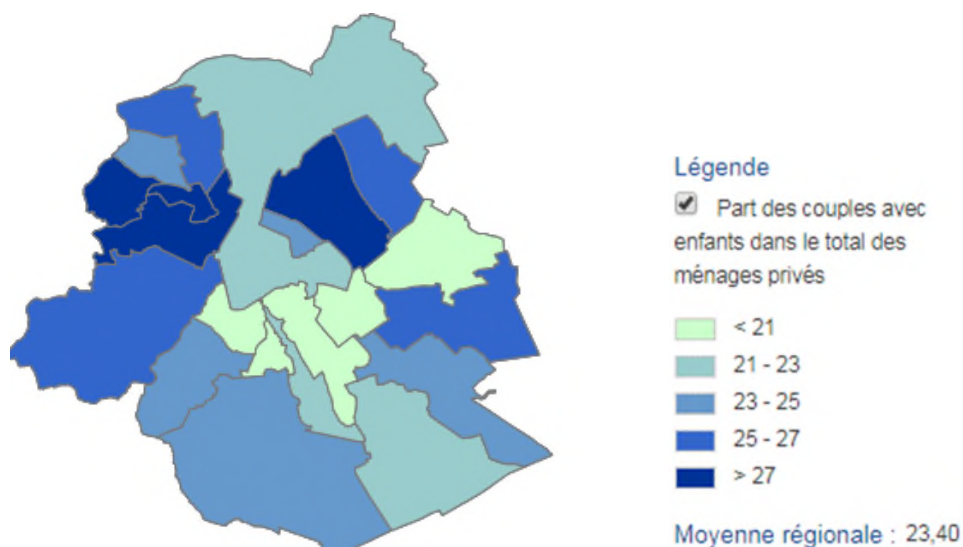 Légende
Part des couples avec
enfants dans le total des
ménages privés
< 21
21 - 23
23 - 25
25 - 27
> 27
Moyenne régionale : 23,40